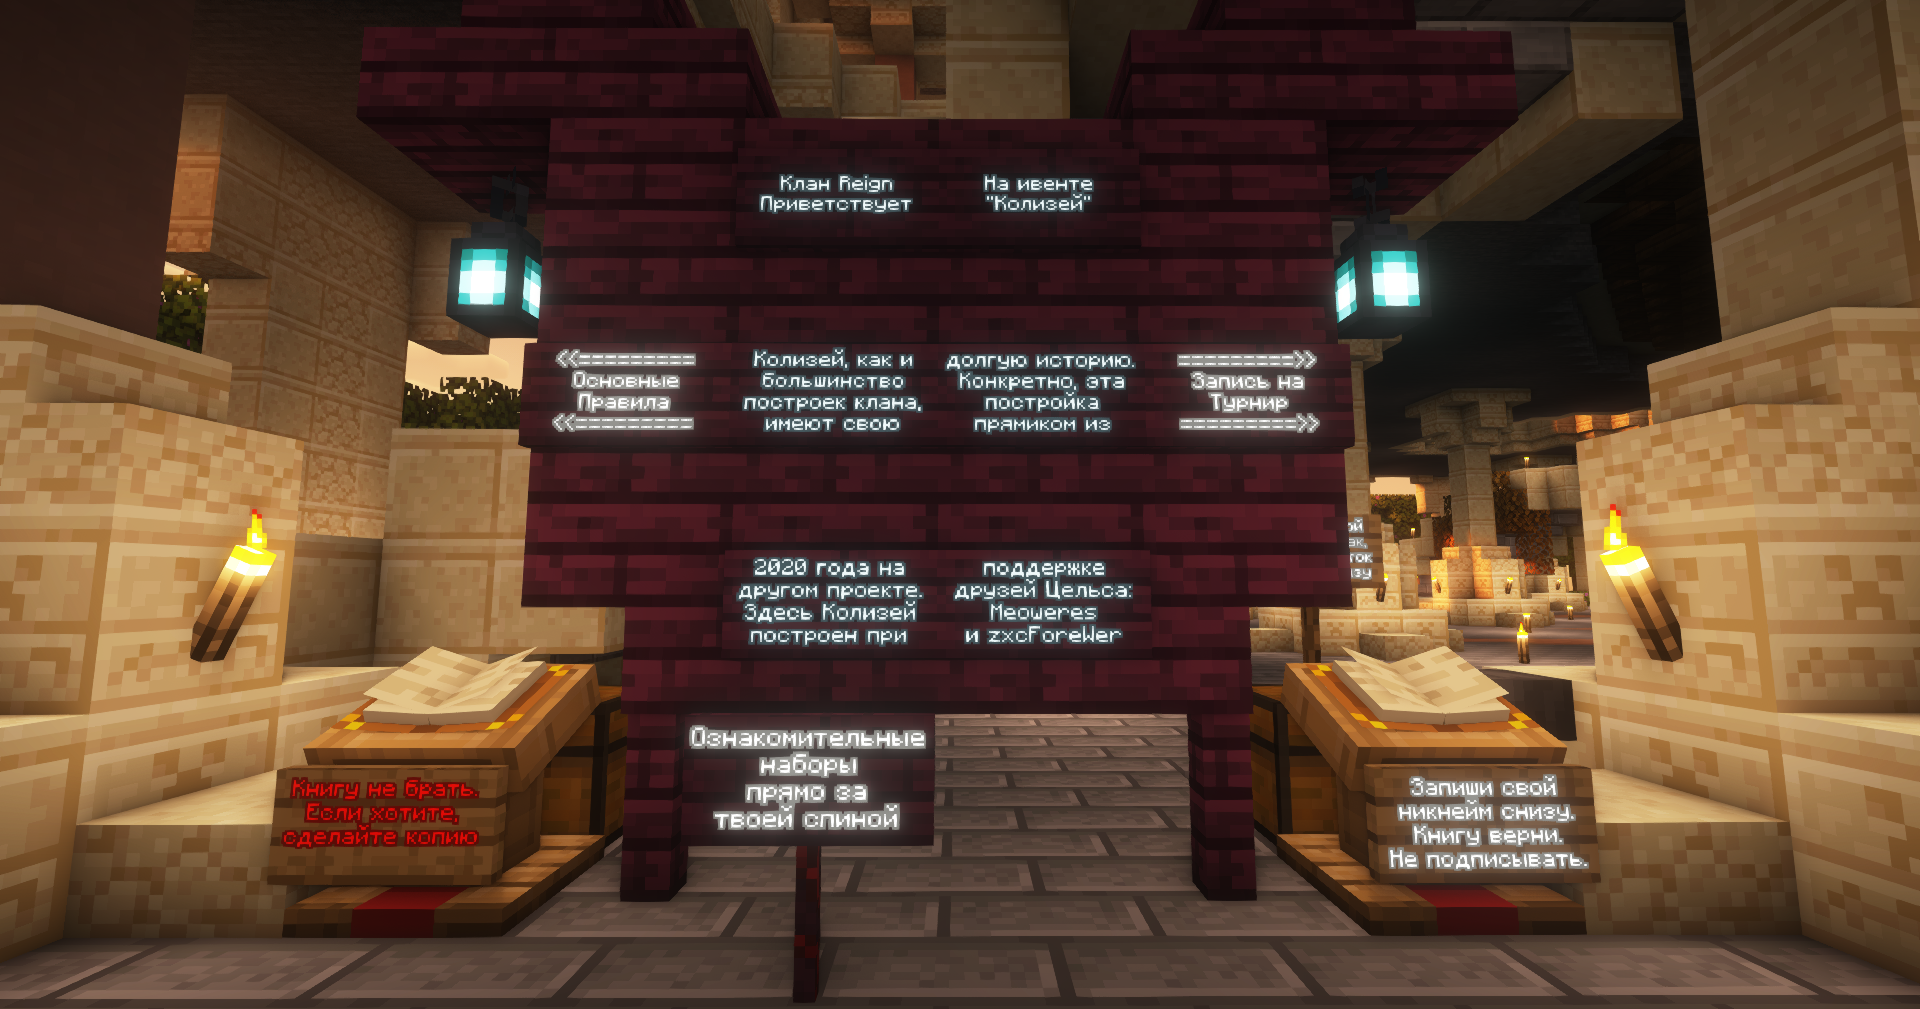 Клан Reign
Приветствует
На ивенте
"Колизей"
<<=========
Основные
Правила
<<=========
Колизей, как и
большинство
построек клана,
имеют свою
долгую историю.
Конкретно, эта
постройка
прямиком из
=========>>
Запись на
Турнир
=========>>
2020 года на
другом проекте.
Здесь Колизей
построен при
поддержке
друзей Цельса:
Meoweres
и zxcForeWer
Ознакомительные
наборы
прямо за
твоей спиной
Книгу не брать.
Если хотите,
сделайте копию
Запиши свой
никнейм снизу.
Книгу верни.
Не подписывать.